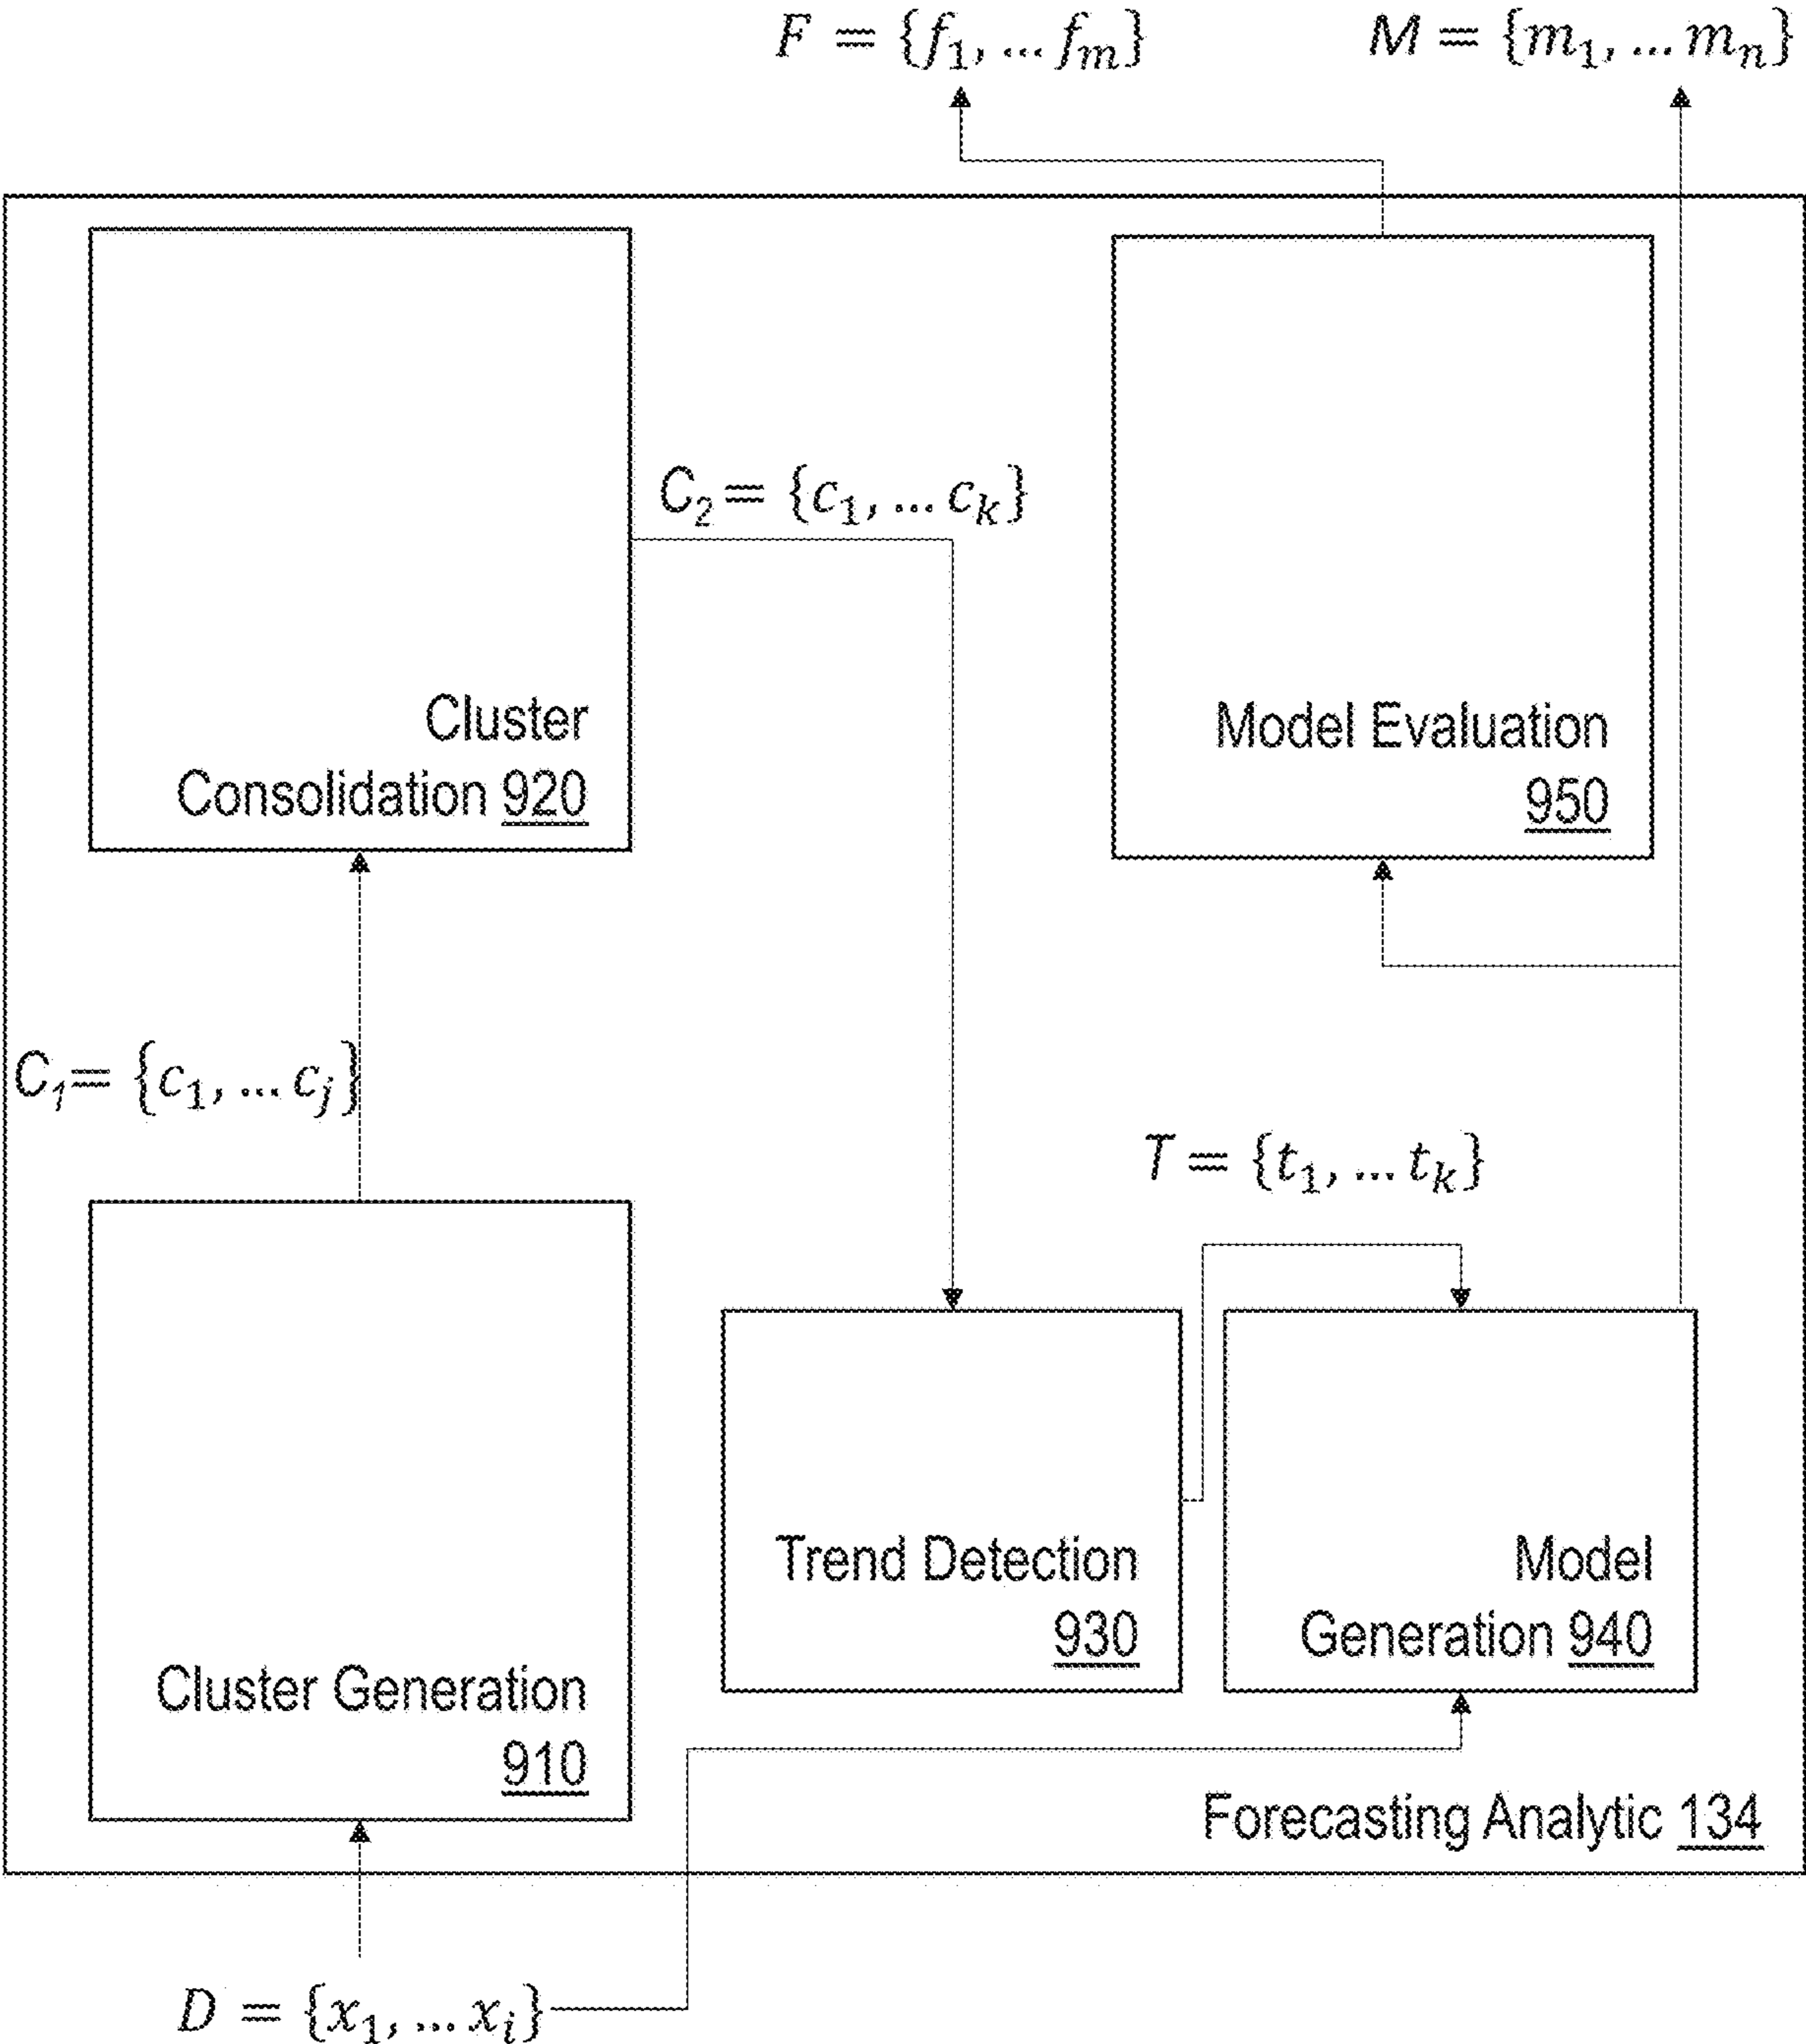 F = {f₁, ... fₘ}
M = {m₁, ... mₙ}
C₂ = {c₁, ... cₖ}
Cluster
Consolidation 920
Model Evaluation
950
C₁ = {c₁, ... cⱼ}
T = {t₁, ... tₖ}
Trend Detection
930
Model
Generation 940
Cluster Generation
910
Forecasting Analytic 134
D = {x₁, ... xᵢ}